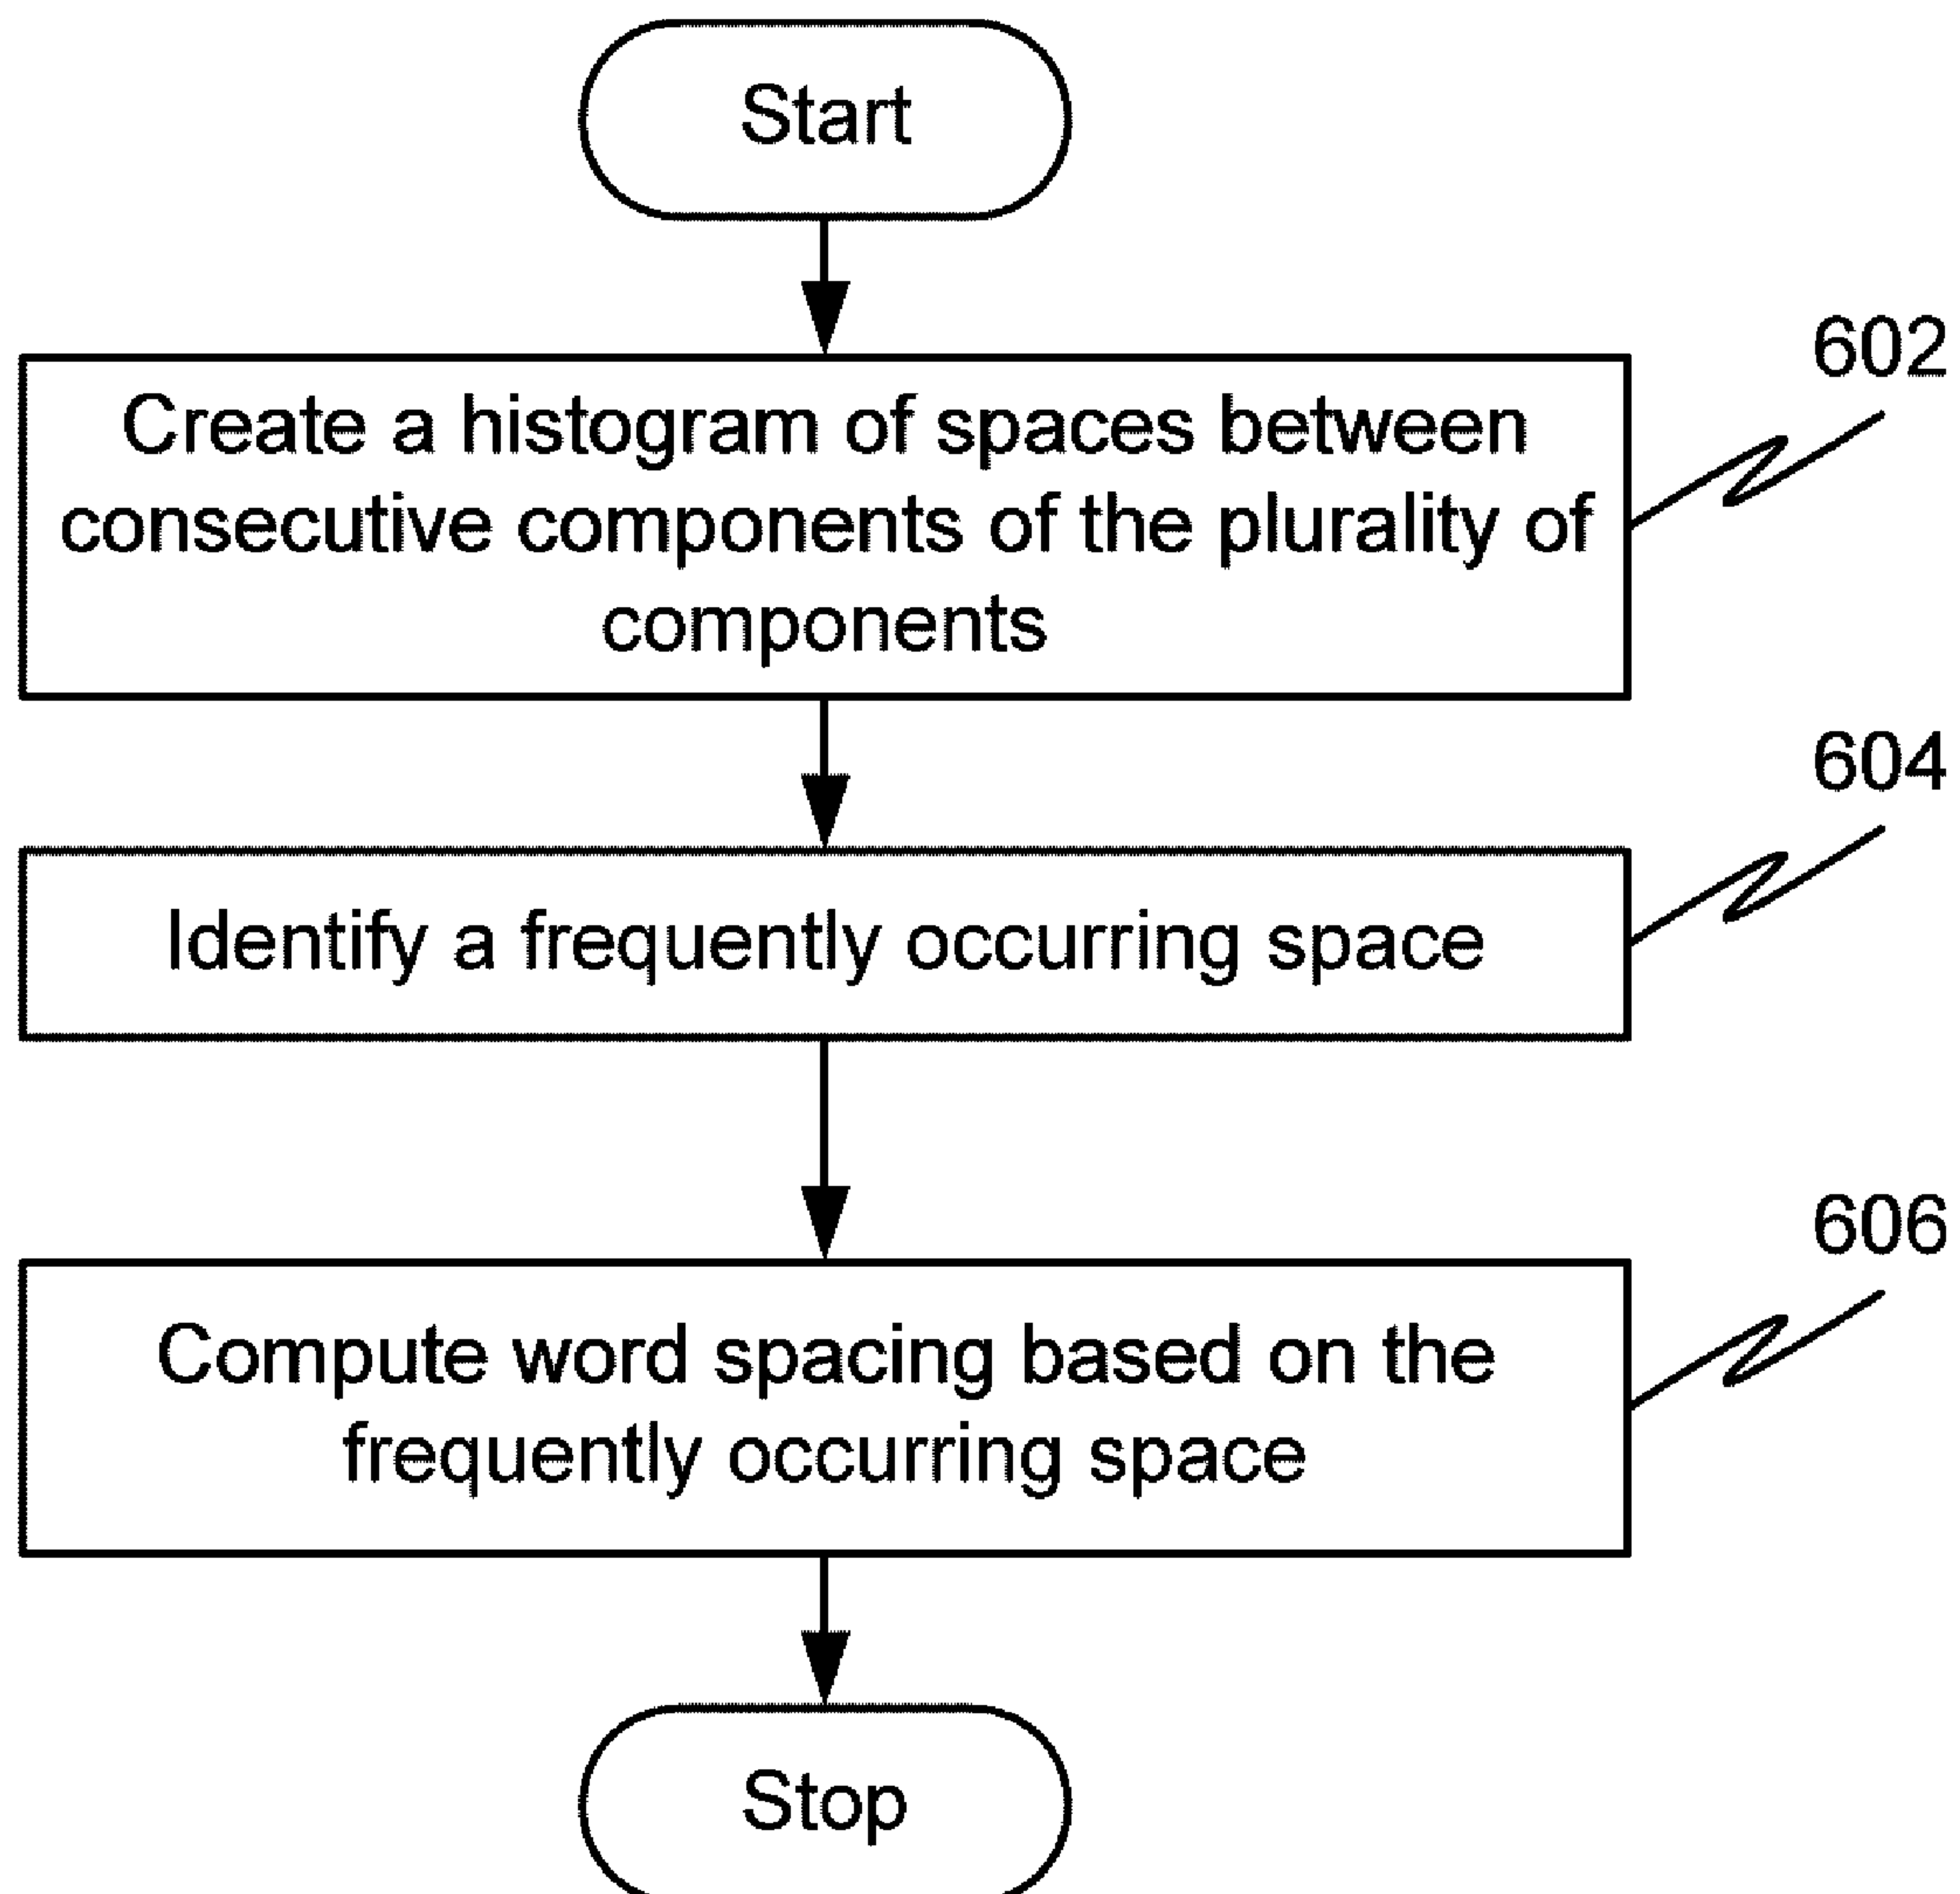 Start
602
Create a histogram of spaces between
consecutive components of the plurality of
components
604
Identify a frequently occurring space
606
Compute word spacing based on the
frequently occurring space
Stop